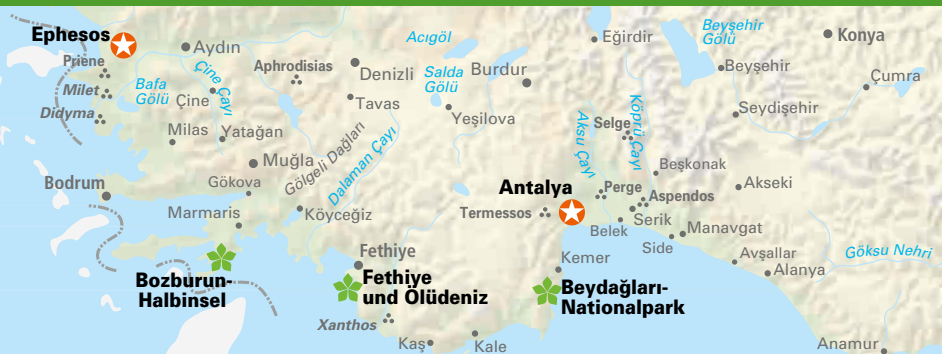 Ephesos
Aydın
Priene
Milet
Didyma
Bafa
Gölü
Çine
Çine Çayı
Milas
Yatağan
Aphrodisias
Acıgöl
Denizli
Tavas
Salda
Gölü
Burdur
Yeşilova
Eğirdir
Beyşehir
Gölü
Konya
Beyşehir
Çumra
Seydişehir
Muğla
Gölgeli Dağları
Dalaman Çayı
Gökova
Bodrum
Marmaris
Köyceğiz
Aksu Çayı
Selge
Köprü Çayı
Beşkonak
Akseki
Antalya
Termessos
Perge
Aspendos
Belek
Serik
Side
Manavgat
Avşallar
Alanya
Göksu Nehri
Kemer
Fethiye
Bozburun-
Halbinsel
Fethiye
und Ölüdeniz
Beydağları-
Nationalpark
Xanthos
Kaş
Kale
Anamur